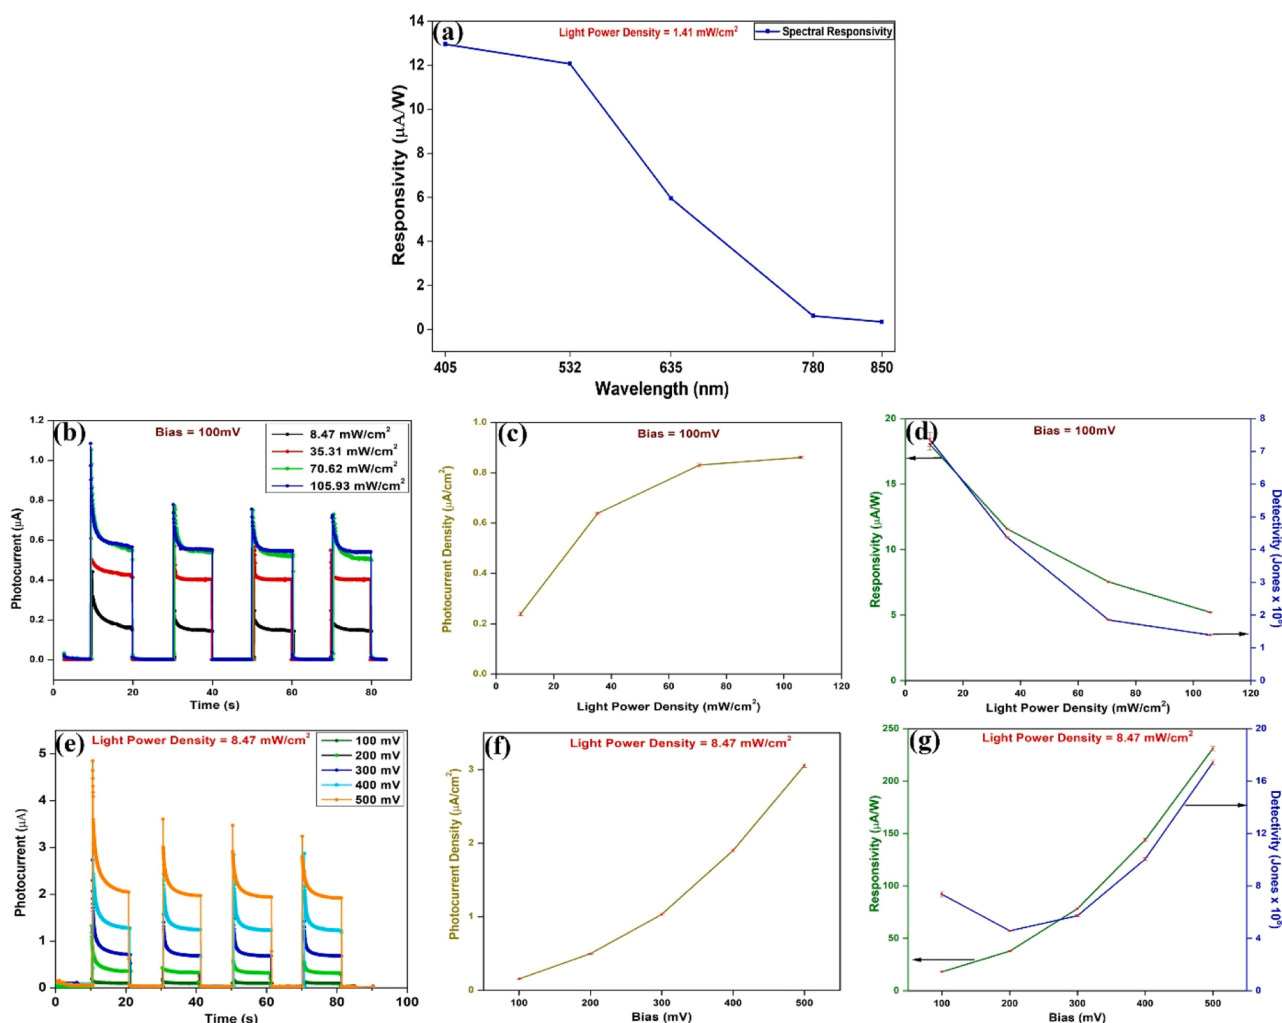 (a)
Light Power Density = 1.41 mW/cm²
Spectral Responsivity
Responsivity (µA/W)
14
12
10
8
6
4
2
0
405 532 635 780 850
Wavelength (nm)
(b)
Bias = 100mV
8.47 mW/cm²
35.31 mW/cm²
70.62 mW/cm²
105.93 mW/cm²
Photocurrent (µA)
1.2
1.0
0.8
0.6
0.4
0.2
0.0
0 20 40 60 80
Time (s)
(c)
Bias = 100mV
Photocurrent Density (µA/cm²)
1.0
0.8
0.6
0.4
0.2
0.0
0 20 40 60 80 100 120
Light Power Density (mW/cm²)
(d)
Bias = 100mV
Responsivity (µA/W)
20
15
10
5
0
8
7
6
5
4
3
2
1
0
Detectivity (Jones x
0 20 40 60 80 100 120
Light Power Density (mW/cm²)
(e)
Light Power Density = 8.47 mW/cm²
100 mV
200 mV
300 mV
400 mV
500 mV
Photocurrent (µA)
5
4
3
2
1
0
0 20 40 60 80 100
Time (s)
(f)
Light Power Density = 8.47 mW/cm²
Photocurrent Density (µA/cm²)
3
2
1
0
100 200 300 400 500
Bias (mV)
(g)
Light Power Density = 8.47 mW/cm²
Responsivity (µA/W)
250
200
150
100
50
0
20
16
12
8
4
0
Detectivity (Jones x
100 200 300 400 500
Bias (mV)